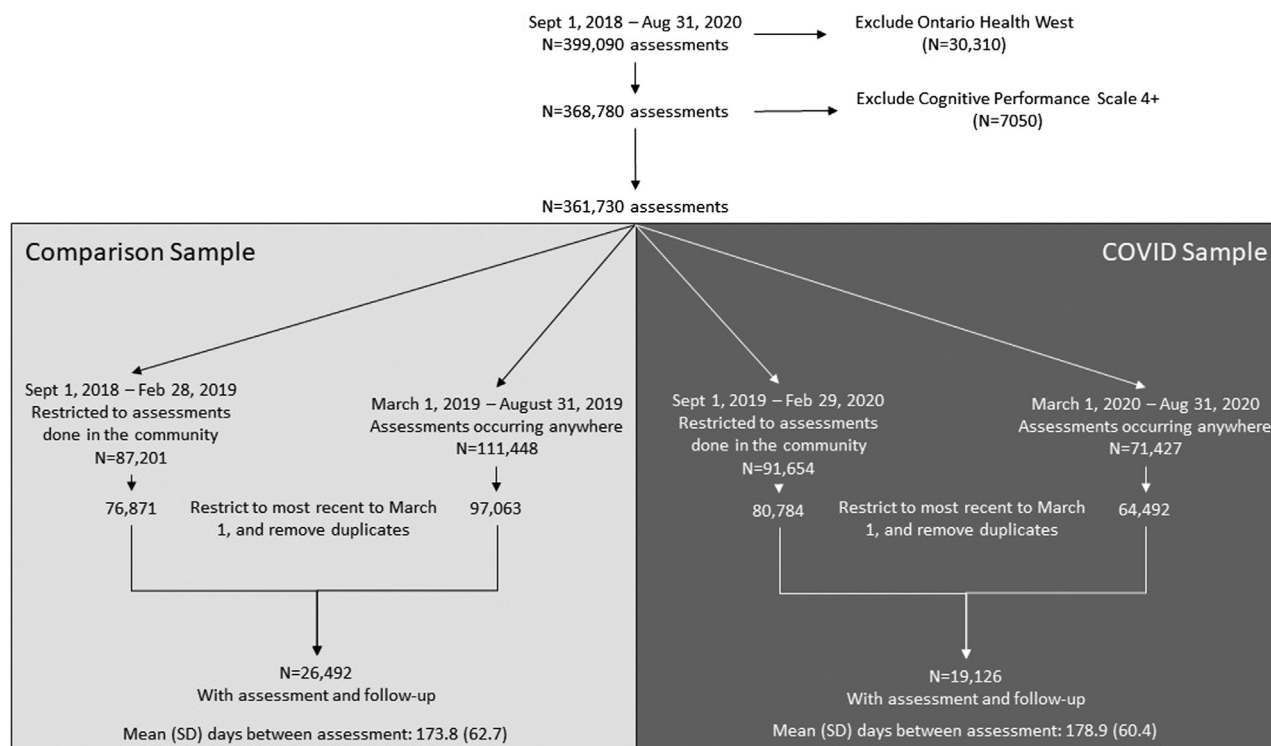 Sept 1, 2018 – Aug 31, 2020
N=399,090 assessments
Exclude Ontario Health West
(N=30,310)
N=368,780 assessments
Exclude Cognitive Performance Scale 4+
(N=7050)
N=361,730 assessments
Comparison Sample
Sept 1, 2018 – Feb 28, 2019
Restricted to assessments
done in the community
N=87,201
March 1, 2019 – August 31, 2019
Assessments occurring anywhere
N=111,448
76,871
Restrict to most recent to March
1, and remove duplicates
97,063
N=26,492
With assessment and follow-up
Mean (SD) days between assessment: 173.8 (62.7)
COVID Sample
Sept 1, 2019 – Feb 29, 2020
Restricted to assessments
done in the community
N=91,654
March 1, 2020 – Aug 31, 2020
Assessments occurring anywhere
N=71,427
80,784
Restrict to most recent to March
1, and remove duplicates
64,492
N=19,126
With assessment and follow-up
Mean (SD) days between assessment: 178.9 (60.4)